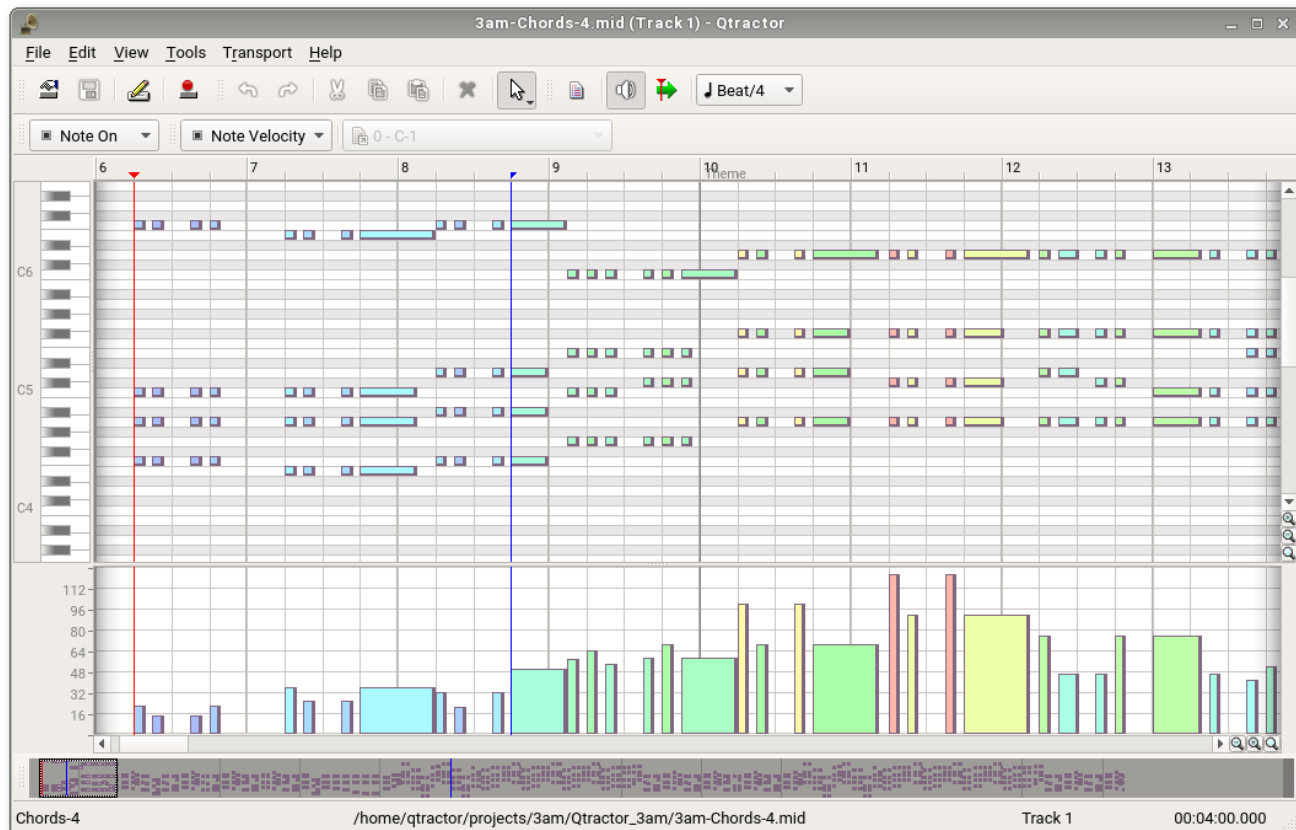 3am-Chords-4.mid (Track 1) - Qtractor
File Edit View Tools Transport Help
Beat/4
Note On Note Velocity 0 - C-1
6 7 8 9 10 11 12 13
Theme
C6
C5
C4
112
96
80
64
48
32
16
Chords-4 /home/qtractor/projects/3am/Qtractor_3am/3am-Chords-4.mid Track 1 00:04:00.000